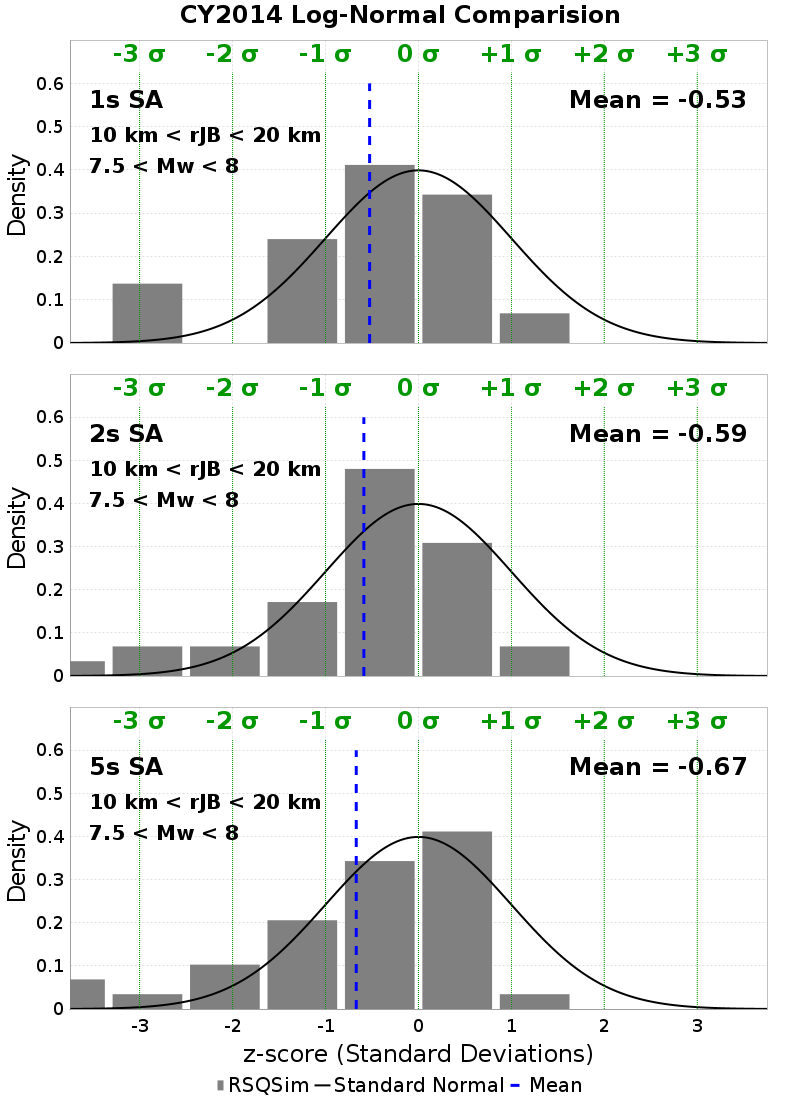 CY2014 Log-Normal Comparision
-3 σ -2 σ -1 σ 0 σ +1 σ +2 σ +3 σ
1s SA Mean = -0.53
10 km < rJB < 20 km
7.5 < Mw < 8
Density
0.6
0.5
0.4
0.3
0.2
0.1
0
-3 σ -2 σ -1 σ 0 σ +1 σ +2 σ +3 σ
2s SA Mean = -0.59
10 km < rJB < 20 km
7.5 < Mw < 8
Density
0.6
0.5
0.4
0.3
0.2
0.1
0
-3 σ -2 σ -1 σ 0 σ +1 σ +2 σ +3 σ
5s SA Mean = -0.67
10 km < rJB < 20 km
7.5 < Mw < 8
Density
0.6
0.5
0.4
0.3
0.2
0.1
0
-3 -2 -1 0 1 2 3
z-score (Standard Deviations)
RSQSim Standard Normal Mean